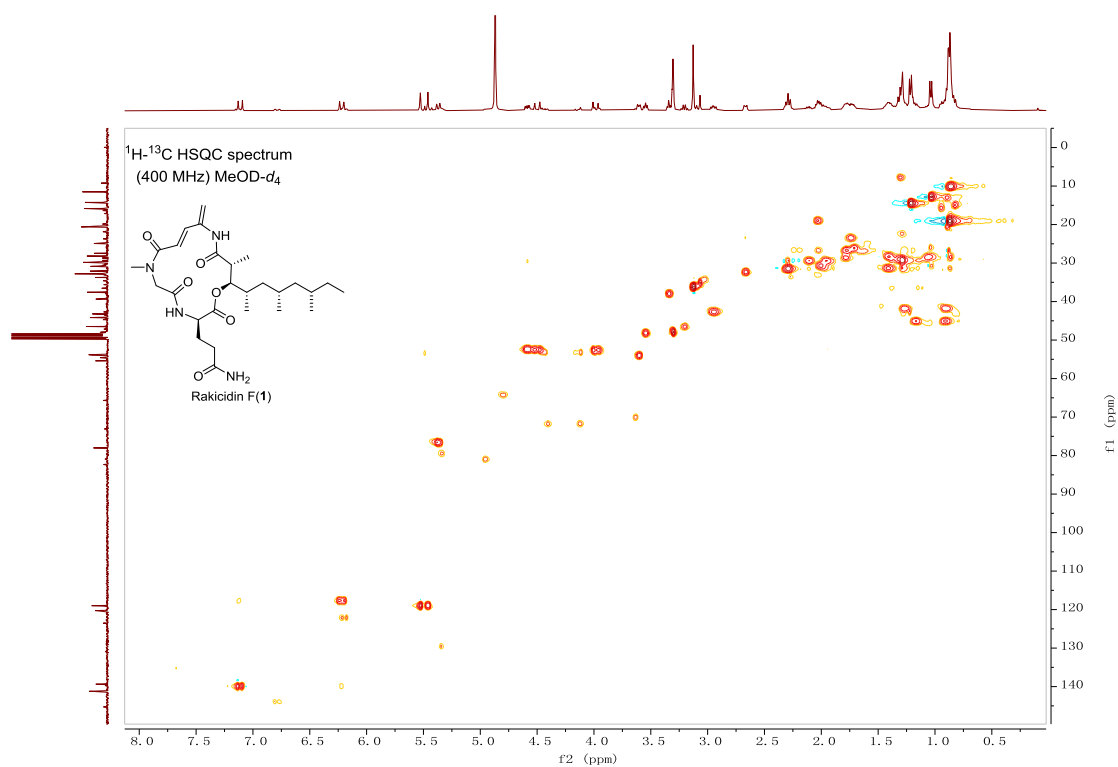 ¹H-¹³C HSQC spectrum
(400 MHz) MeOD-d₄
O
NH
O
N
O
O
HN
O
O
NH₂
Rakicidin F(1)
0
10
20
30
40
50
60
70
80
90
100
110
120
130
140
f1 (ppm)
8.0 7.5 7.0 6.5 6.0 5.5 5.0 4.5 4.0 3.5 3.0 2.5 2.0 1.5 1.0 0.5
f2 (ppm)